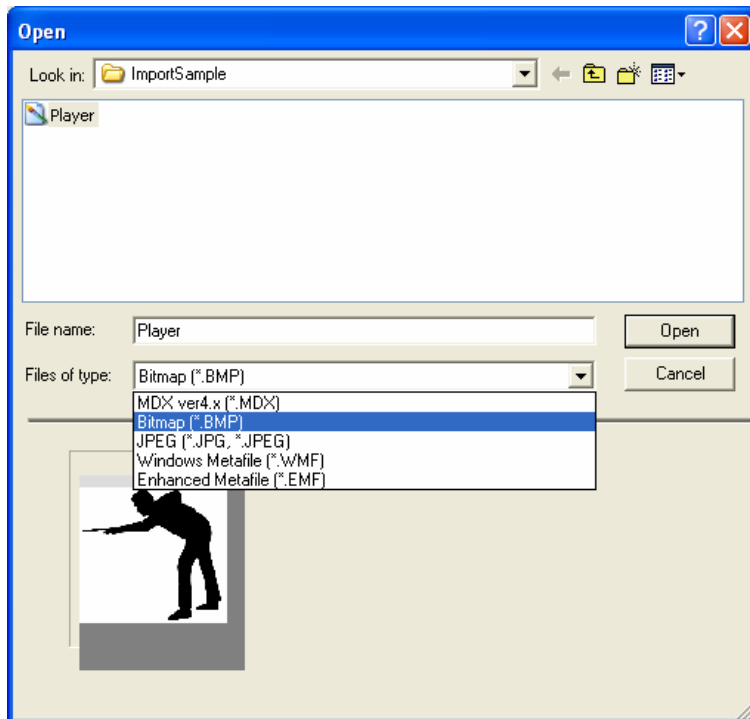 Open
Look in: ImportSample
Player
File name: Player
Open
Files of type: Bitmap (*.BMP)
Cancel
MDX ver4.x (*.MDX)
Bitmap (*.BMP)
JPEG (*.JPG, *.JPEG)
Windows Metafile (*.WMF)
Enhanced Metafile (*.EMF)